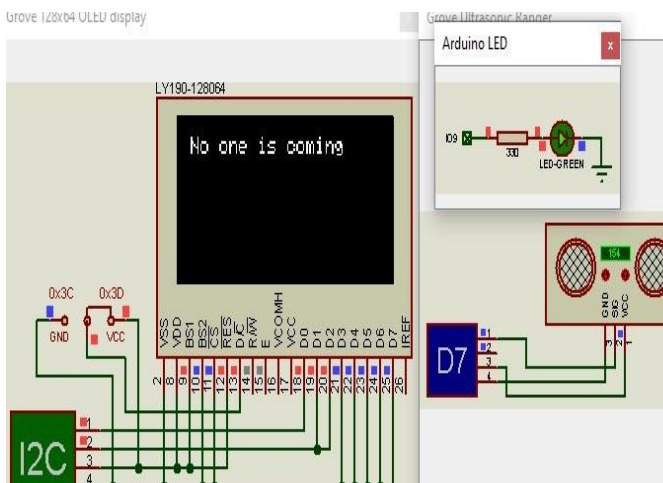 Grove 128x64 OLED display
Grove Ultrasonic Ranger
Arduino LED
x
IO9
330
LED-GREEN
LY190-128064
No one is coming
0x3C 0x3D
GND VCC
VSS
VDD
BS1
BS2
CS
RES
D/C
R/W
E
VCOMH
VCC
D0
D1
D2
D3
D4
D5
D6
D7
IREF
2 8 9 10 11 12 13 14 15 16 17 18 19 20 21 22 23 24 25 26
I2C
1
2
3
4
154
GND
SIG
VCC
3 2 1
D7
1
2
3
4